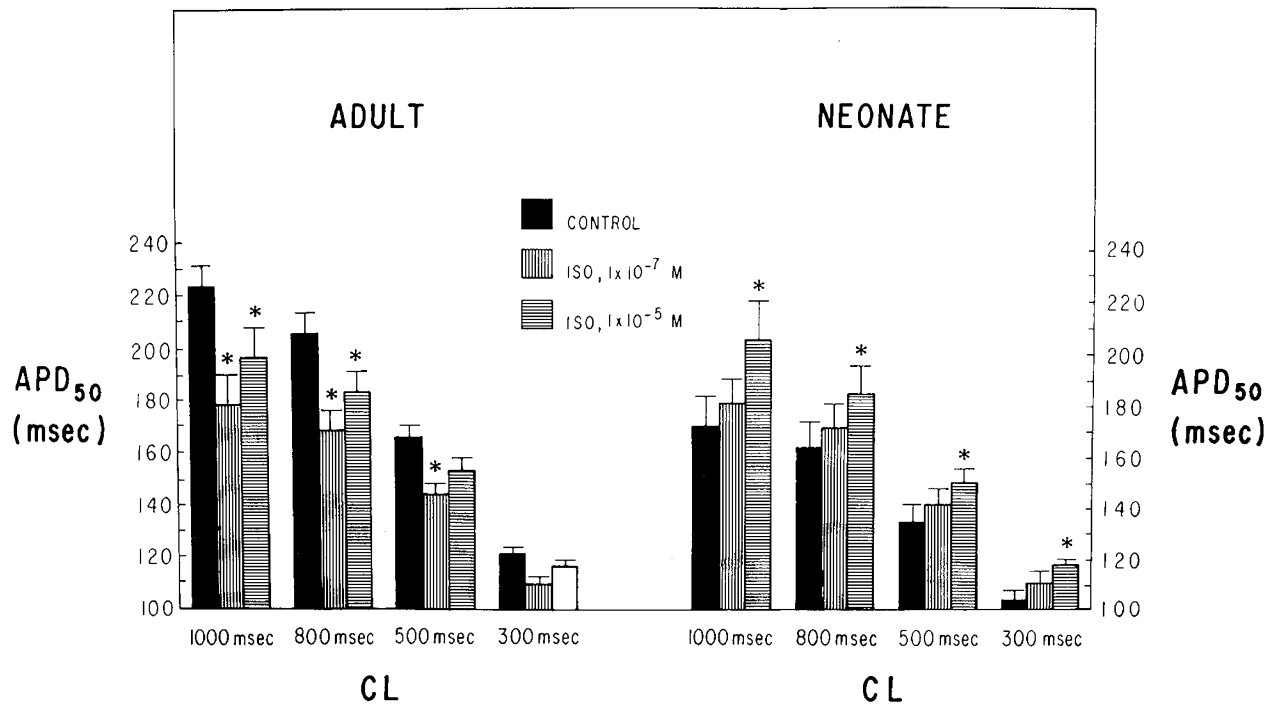 ADULT
NEONATE
CONTROL
ISO, 1x10⁻⁷ M
ISO, 1x10⁻⁵ M
APD₅₀
(msec)
240
220
200
180
160
140
120
100
* * * * *
* * * *
240
220
200
180
160
140
120
100
APD₅₀
(msec)
1000 msec 800 msec 500 msec 300 msec
1000 msec 800 msec 500 msec 300 msec
CL
CL